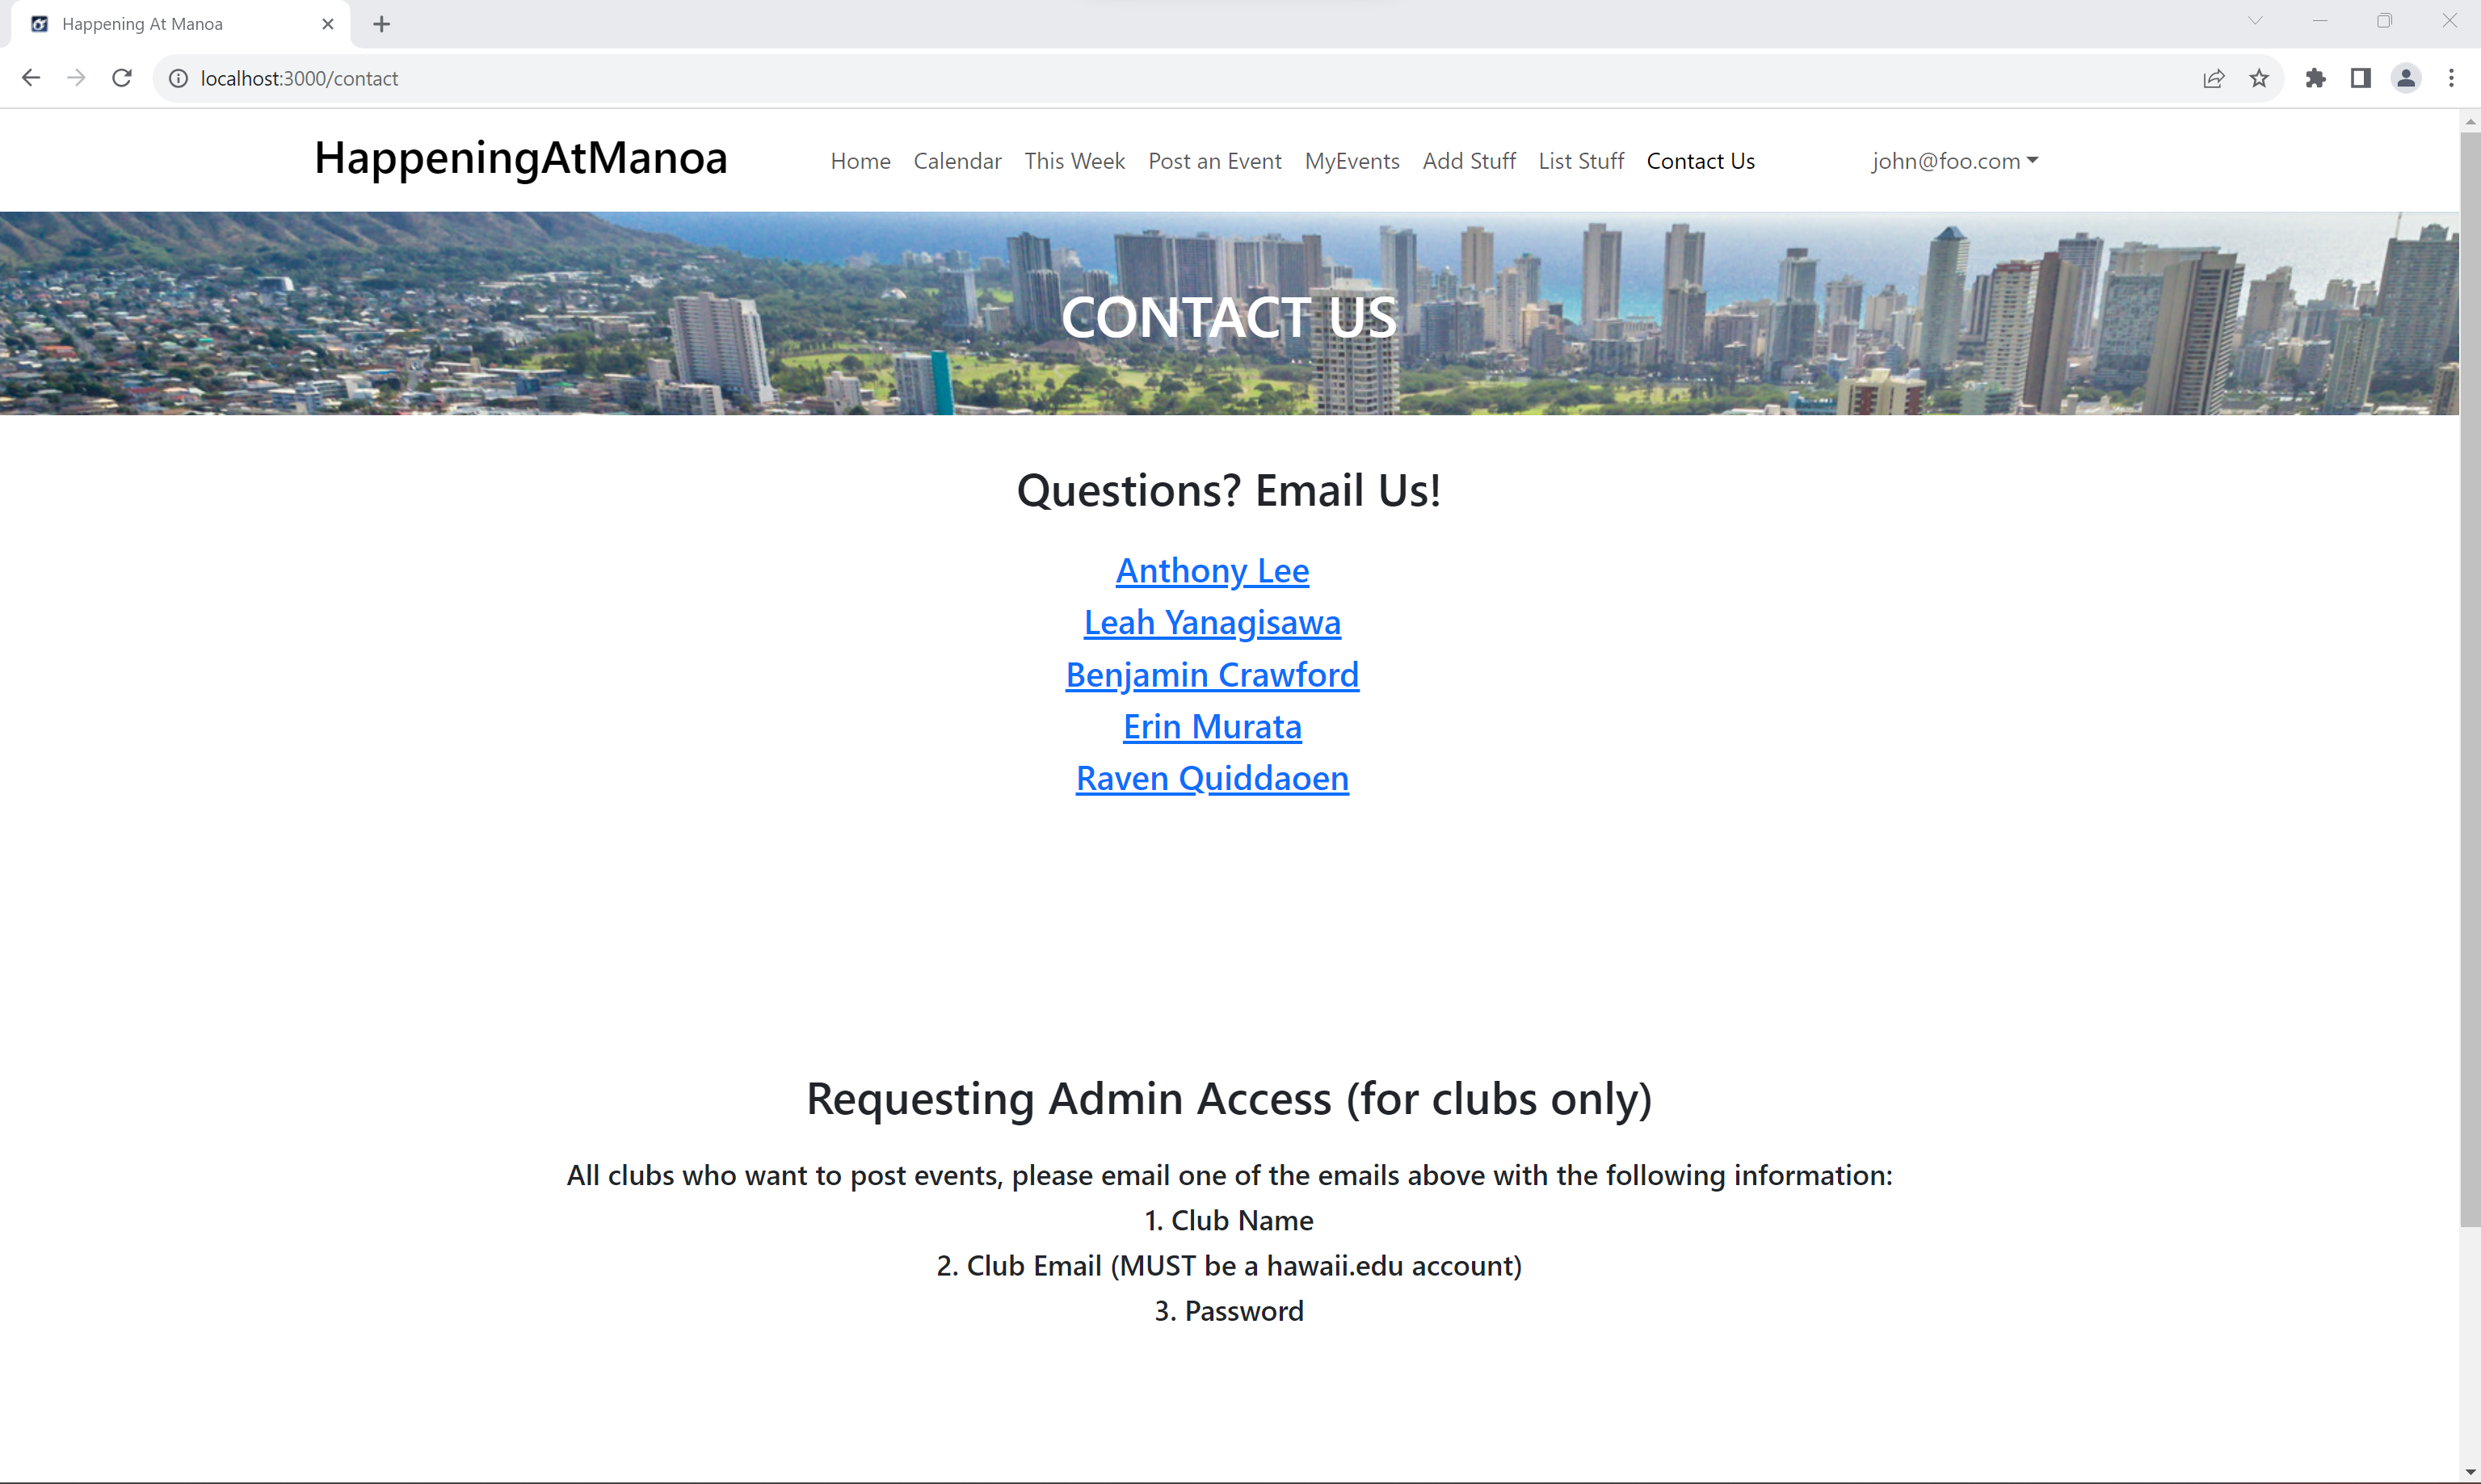 Happening At Manoa
localhost:3000/contact
HappeningAtManoa
Home Calendar This Week Post an Event MyEvents Add Stuff List Stuff Contact Us john@foo.com
CONTACT US
Questions? Email Us!
Anthony Lee
Leah Yanagisawa
Benjamin Crawford
Erin Murata
Raven Quiddaoen
Requesting Admin Access (for clubs only)
All clubs who want to post events, please email one of the emails above with the following information:
1. Club Name
2. Club Email (MUST be a hawaii.edu account)
3. Password